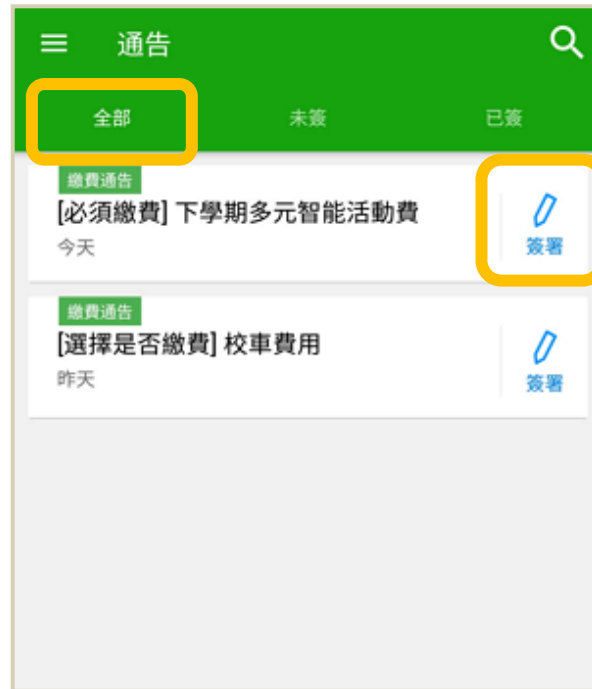 通告
全部 未簽 已簽
繳費通告
[必須繳費] 下學期多元智能活動費
今天
簽署
繳費通告
[選擇是否繳費] 校車費用
昨天
簽署